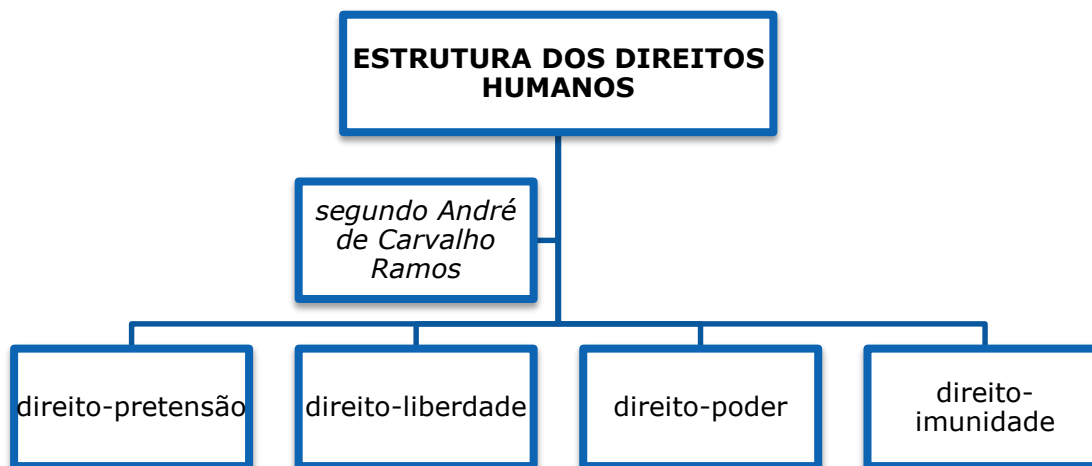 ESTRUTURA DOS DIREITOS
HUMANOS
segundo André
de Carvalho
Ramos
direito-pretensão
direito-liberdade
direito-poder
direito-
imunidade